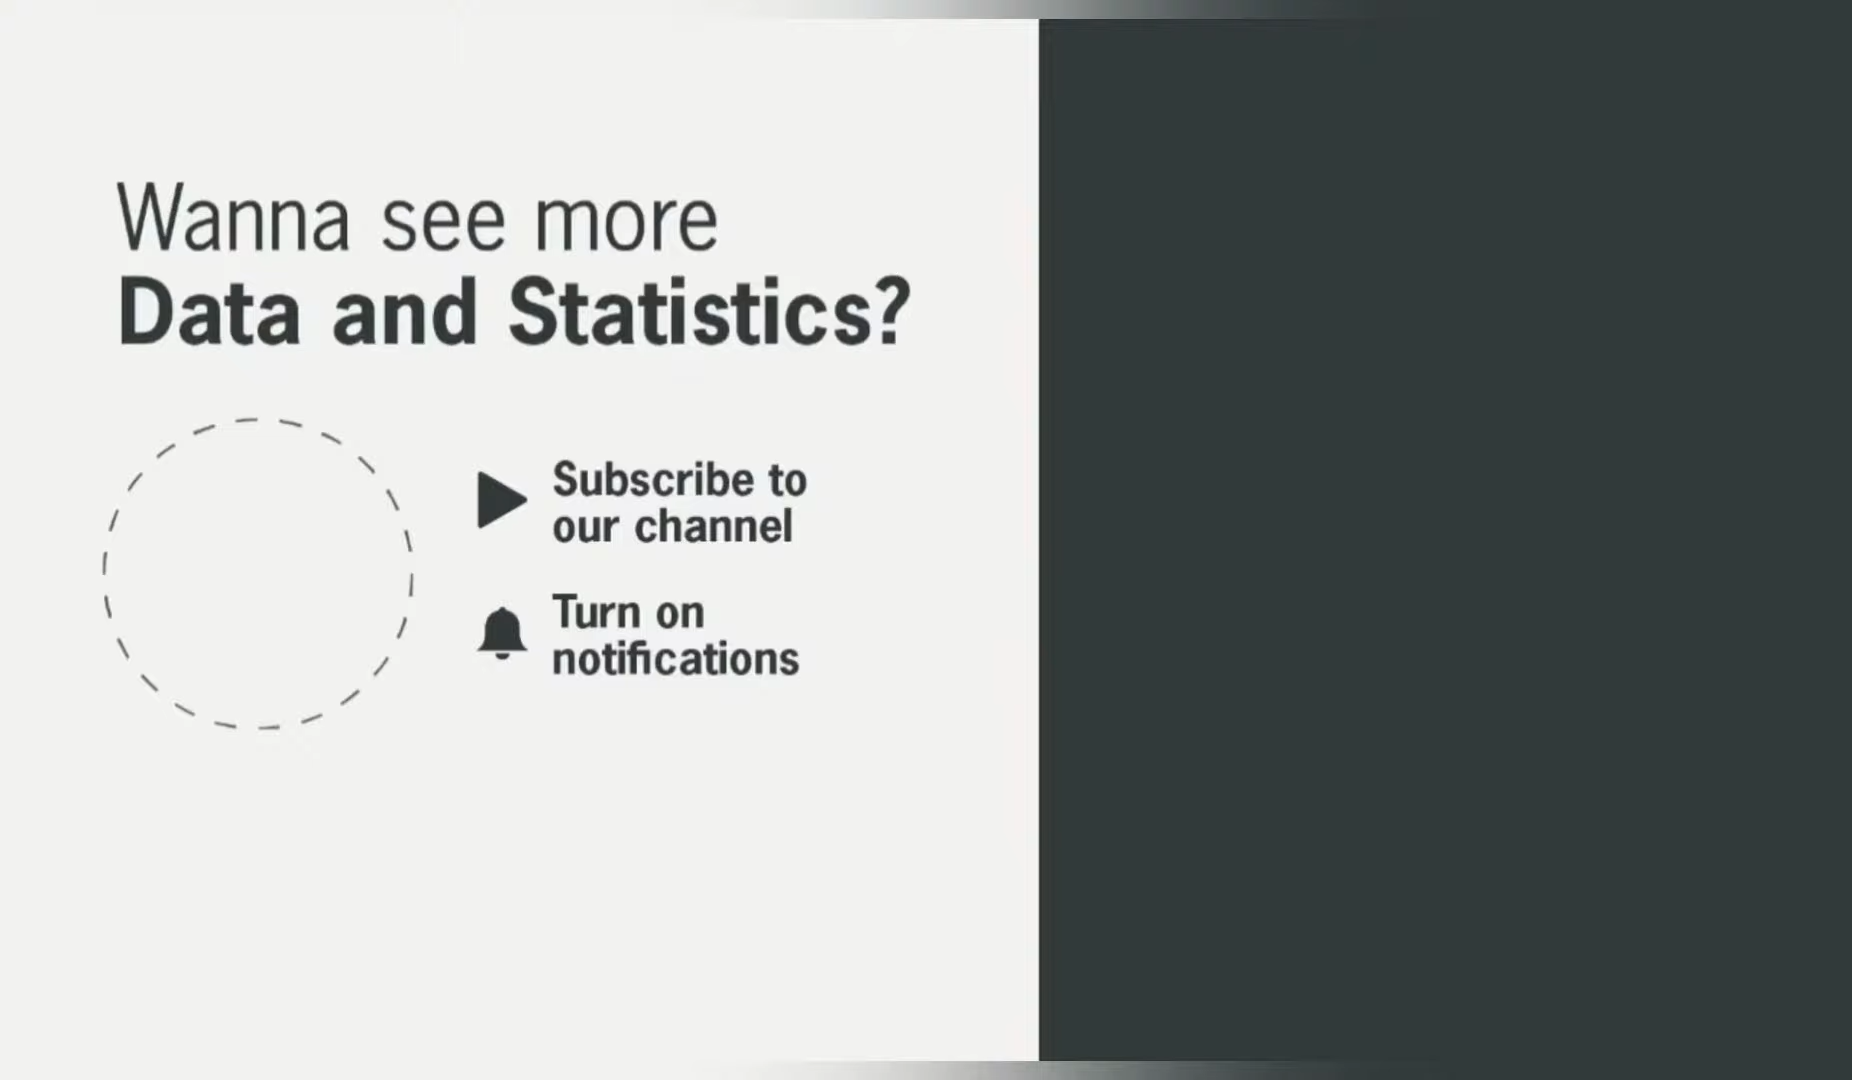 Wanna see more
Data and Statistics?
Subscribe to
our channel
Turn on
notifications